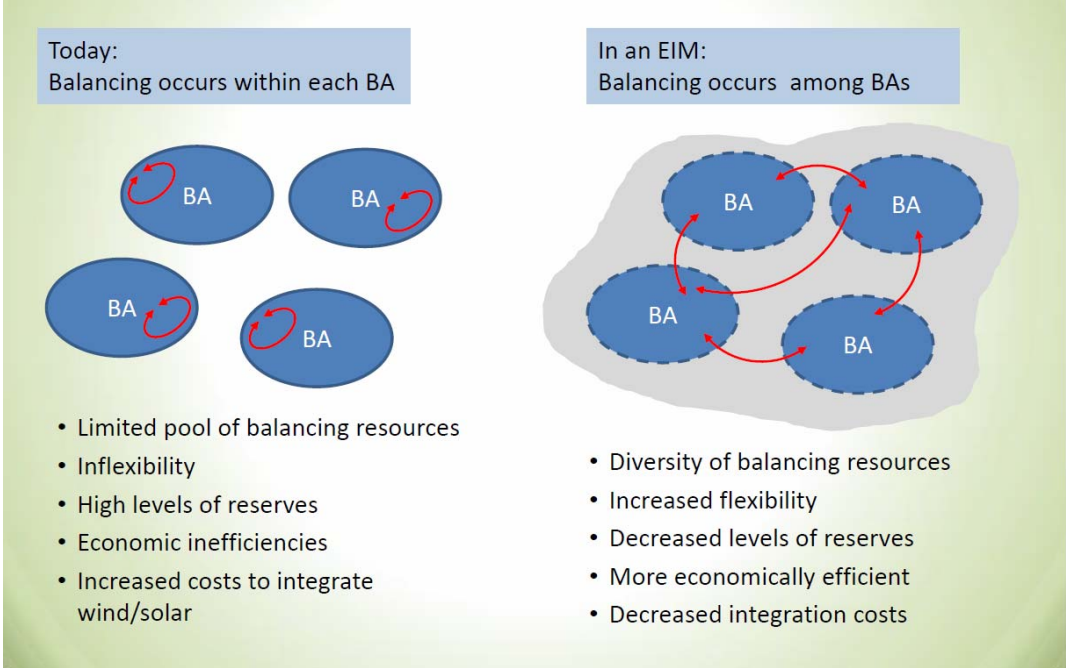 Today:
Balancing occurs within each BA
BA
BA
BA
BA
• Limited pool of balancing resources
• Inflexibility
• High levels of reserves
• Economic inefficiencies
• Increased costs to integrate
wind/solar
In an EIM:
Balancing occurs among BAs
BA
BA
BA
BA
• Diversity of balancing resources
• Increased flexibility
• Decreased levels of reserves
• More economically efficient
• Decreased integration costs